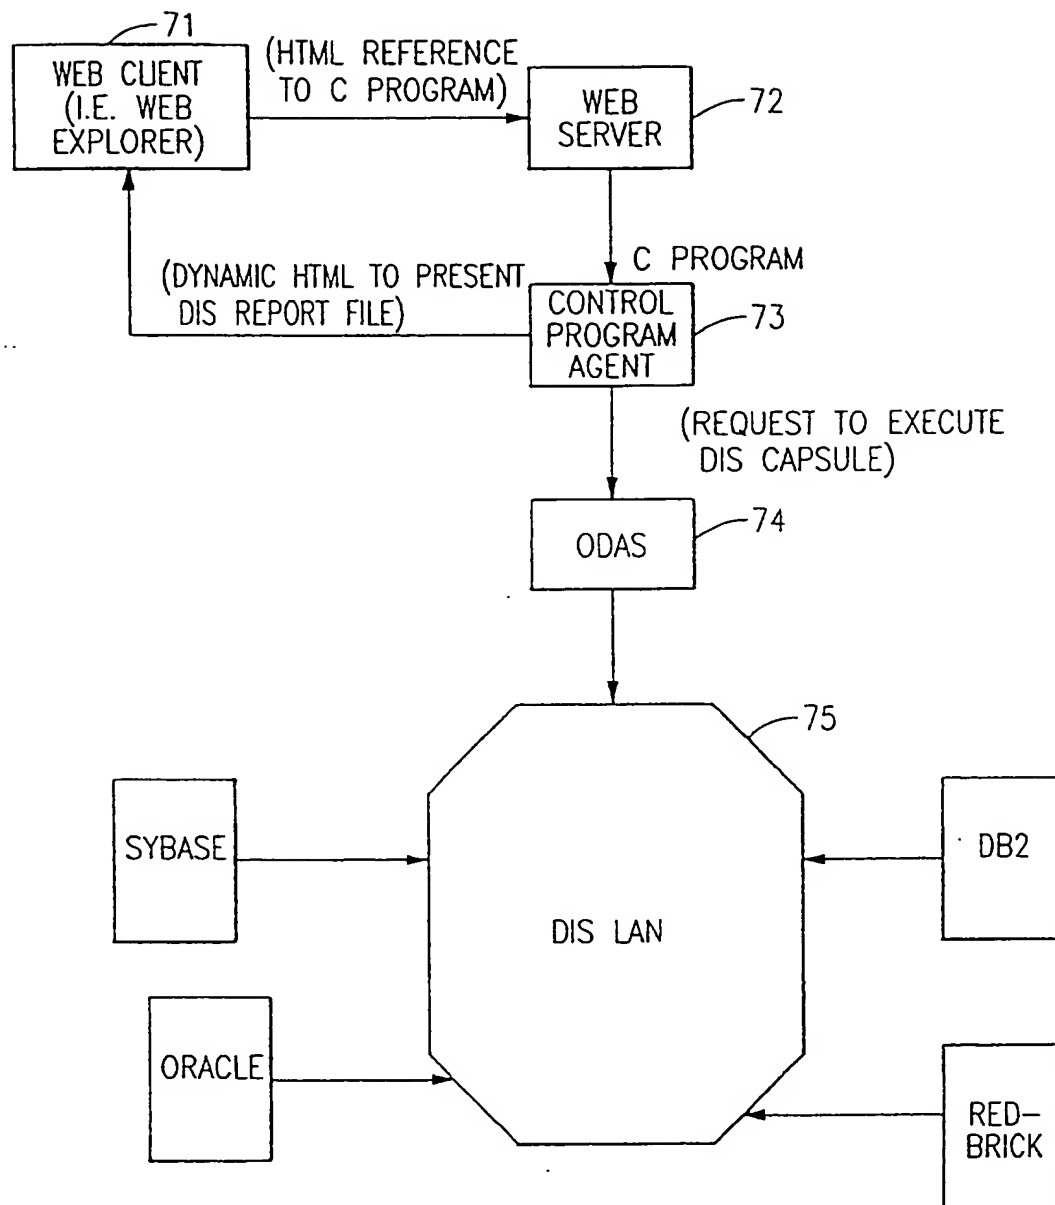 71
WEB CLIENT
(I.E. WEB
EXPLORER)
(HTML REFERENCE
TO C PROGRAM)
WEB
SERVER
72
C PROGRAM
(DYNAMIC HTML TO PRESENT
DIS REPORT FILE)
CONTROL
PROGRAM
AGENT
73
(REQUEST TO EXECUTE
DIS CAPSULE)
ODAS
74
75
SYBASE
DB2
DIS LAN
ORACLE
RED-
BRICK